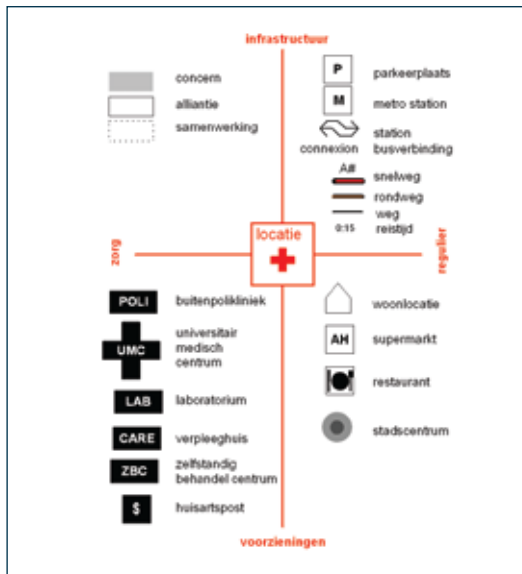 infrastructuur
concern
alliantie
samenwerking
P parkeerplaats
M metro station
station
connexion busverbinding
A# snelweg
rondweg
weg
0:15 reistijd
zorg
locatie
regulier
POLI buitenpolikliniek
UMC universitair
medisch
centrum
LAB laboratorium
CARE verpleeghuis
ZBC zelfstandig
behandel centrum
$ huisartspost
woonlocatie
AH supermarkt
restaurant
stadscentrum
voorzieningen